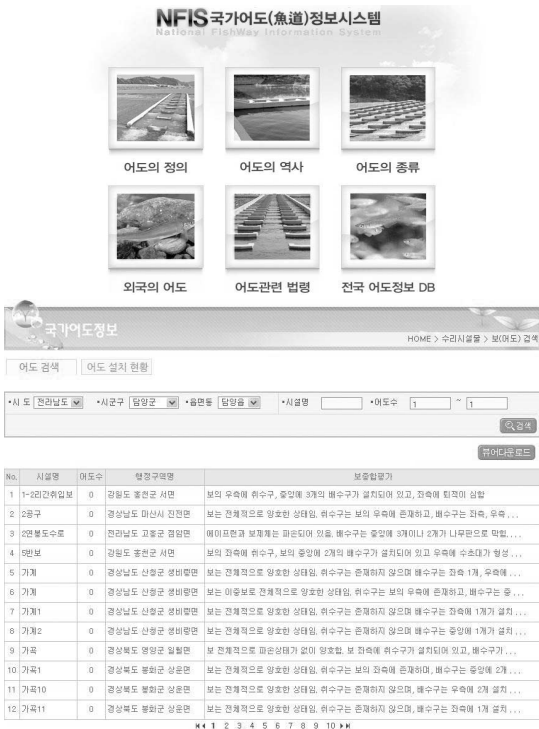 NFIS 국가어도(魚道)정보시스템
National FishWay Information System
어도의 정의 어도의 역사 어도의 종류
외국의 어도 어도관련 법령 전국 어도정보 DB
국가어도정보
HOME > 수리시설물 > 보(어도) 검색
어도 검색 어도 설치 현황
•시 도 전라남도 •시군구 담양군 •읍면동 담양읍 •시설명 •어도수 1 ~ 1
검색
뷰어다운로드
No. 시설명 어도수 행정구역명 보종합평가
1 1-2리간취입보 0 강원도 홍천군 서면 보의 우측에 취수구, 중앙에 3개의 배수구가 설치되어 있고, 좌측에 퇴적이 심함
2 2공구 0 경상남도 마산시 진전면 보는 전체적으로 양호한 상태임. 취수구는 보의 우측에 존재하고, 배수구는 좌측, 우측 ...
3 2연봉도수로 0 전라남도 고흥군 점암면 에이프런과 보체는 파손되어 있음, 배수구는 중앙에 3개이나 2개가 나무판으로 막힘, ...
4 5반보 0 강원도 홍천군 서면 보의 좌측에 취수구, 보의 중앙에 2개의 배수구가 설치되어 있고 우측에 수초대가 형성 ...
5 가계 0 경상남도 산청군 생비량면 보는 전체적으로 양호한 상태임. 취수구는 존재하지 않으며 배수구는 좌측 1개, 우측에 ...
6 가계 0 경상남도 산청군 생비량면 보는 이중보로 전체적으로 양호한 상태임. 취수구는 보의 우측에 존재하고, 배수구는 중 ...
7 가계1 0 경상남도 산청군 생비량면 보는 전체적으로 양호한 상태임. 취수구는 존재하지 않으며 배수구는 좌측에 1개가 설치 ...
8 가계2 0 경상남도 산청군 생비량면 보는 전체적으로 양호한 상태임. 취수구는 존재하지 않으며 배수구는 중앙에 1개가 설치 ...
9 가곡 0 경상북도 영양군 일월면 보 전체적으로 파손상태가 없이 양호함. 보 좌측에 취수구가 설치되어 있고, 배수구가 ...
10 가곡1 0 경상북도 봉화군 상운면 보는 전체적으로 양호한 상태임. 취수구는 보의 좌측에 존재하며, 배수구는 중앙에 2개 ...
11 가곡10 0 경상북도 봉화군 상운면 보는 전체적으로 양호한 상태임. 취수구는 존재하지 않으며, 배수구는 우측에 2개 설치 ...
12 가곡11 0 경상북도 봉화군 상운면 보는 전체적으로 양호한 상태임. 취수구는 존재하지 않으며, 배수구는 좌측에 1개 설치 ...
1 2 3 4 5 6 7 8 9 10